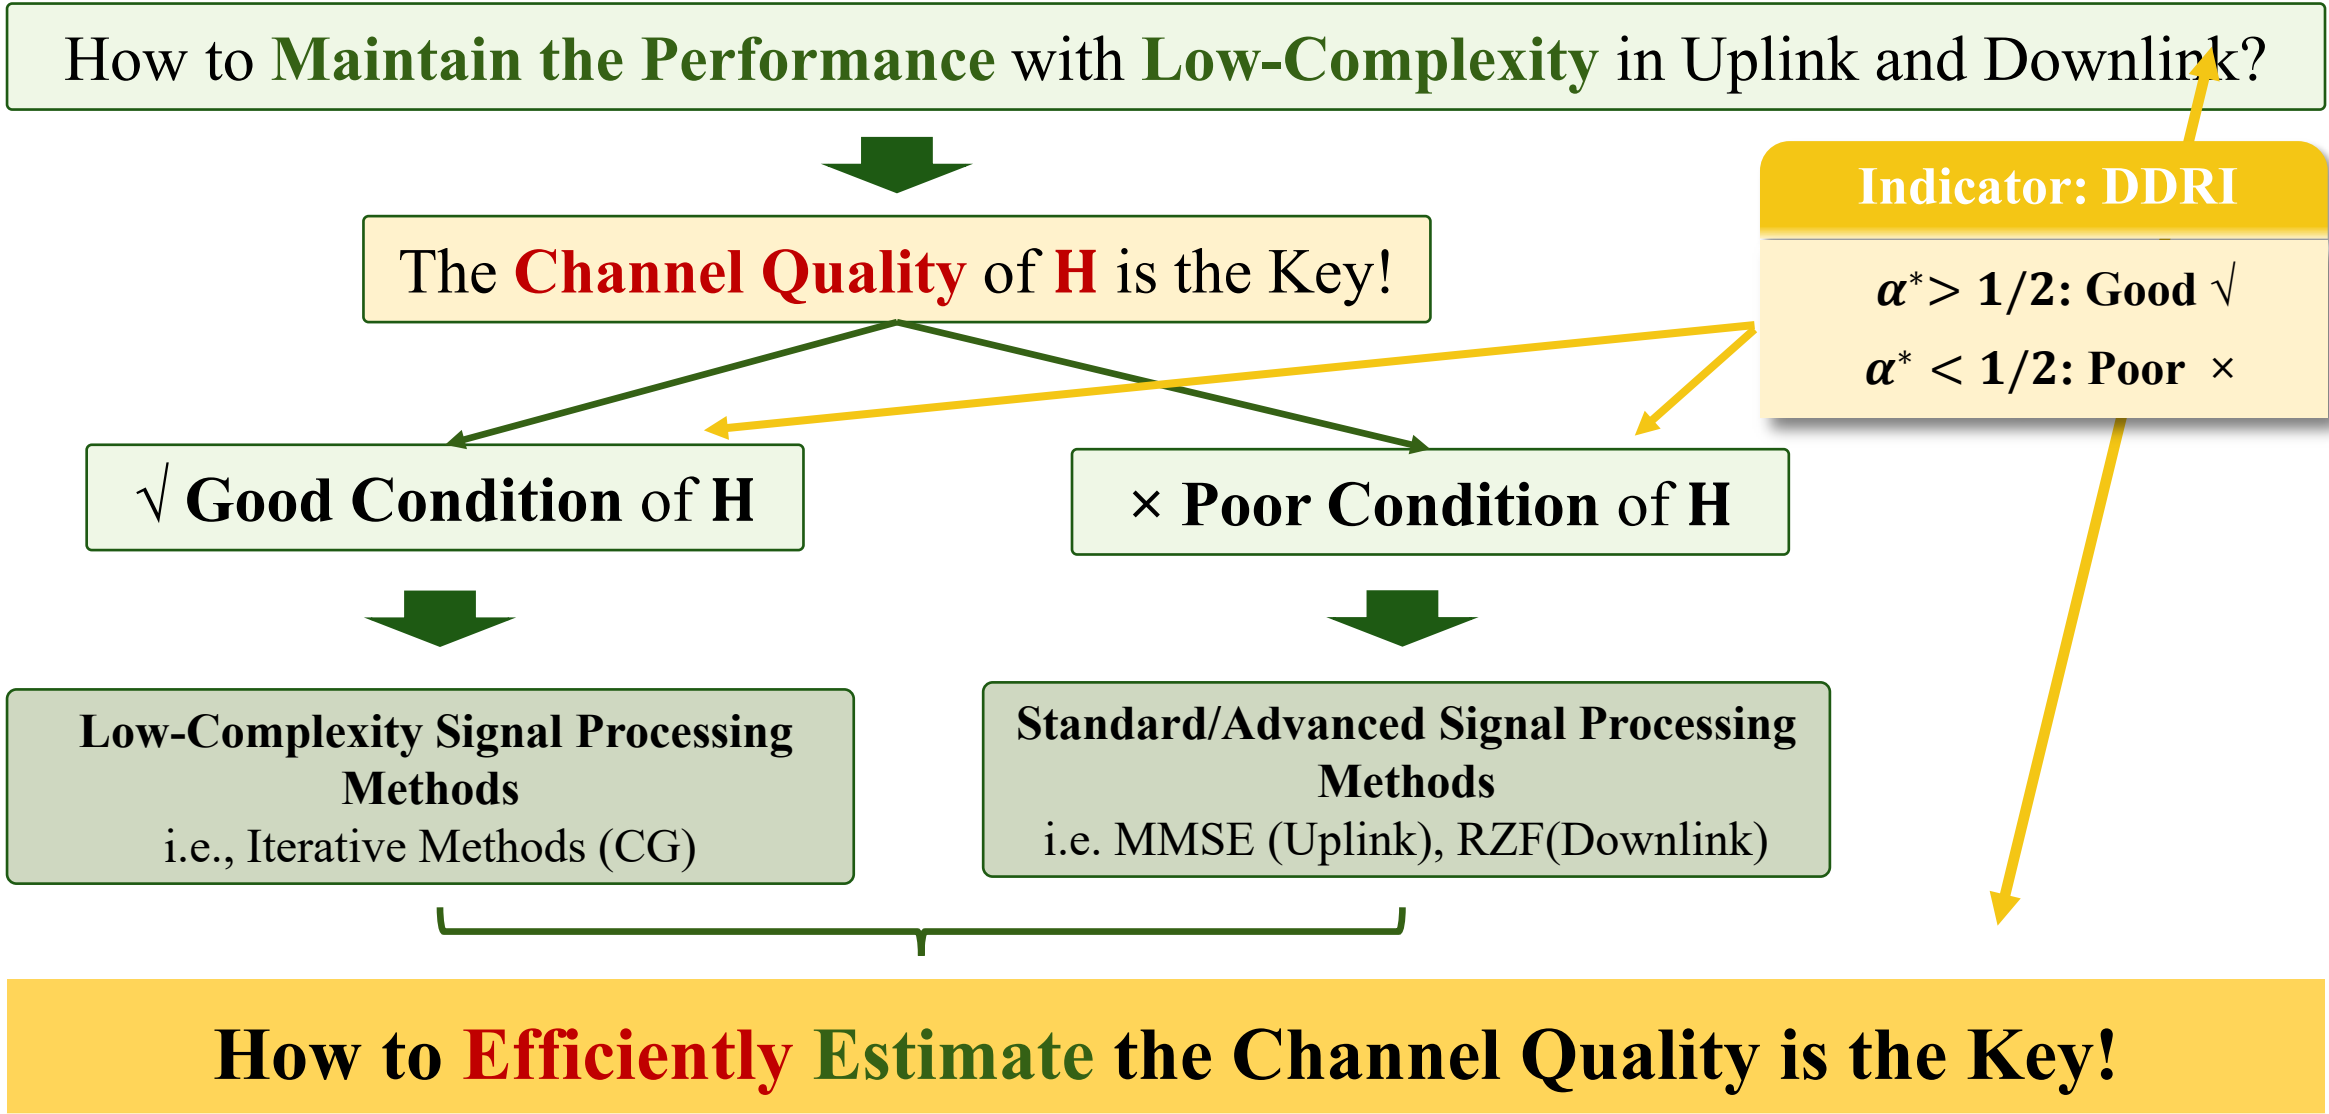 How to Maintain the Performance with Low-Complexity in Uplink and Downlink?
Indicator: DDRI
The Channel Quality of H is the Key!
α*> 1/2: Good √
α* < 1/2: Poor ×
√ Good Condition of H
× Poor Condition of H
Low-Complexity Signal Processing
Methods
i.e., Iterative Methods (CG)
Standard/Advanced Signal Processing
Methods
i.e. MMSE (Uplink), RZF(Downlink)
How to Efficiently Estimate the Channel Quality is the Key!